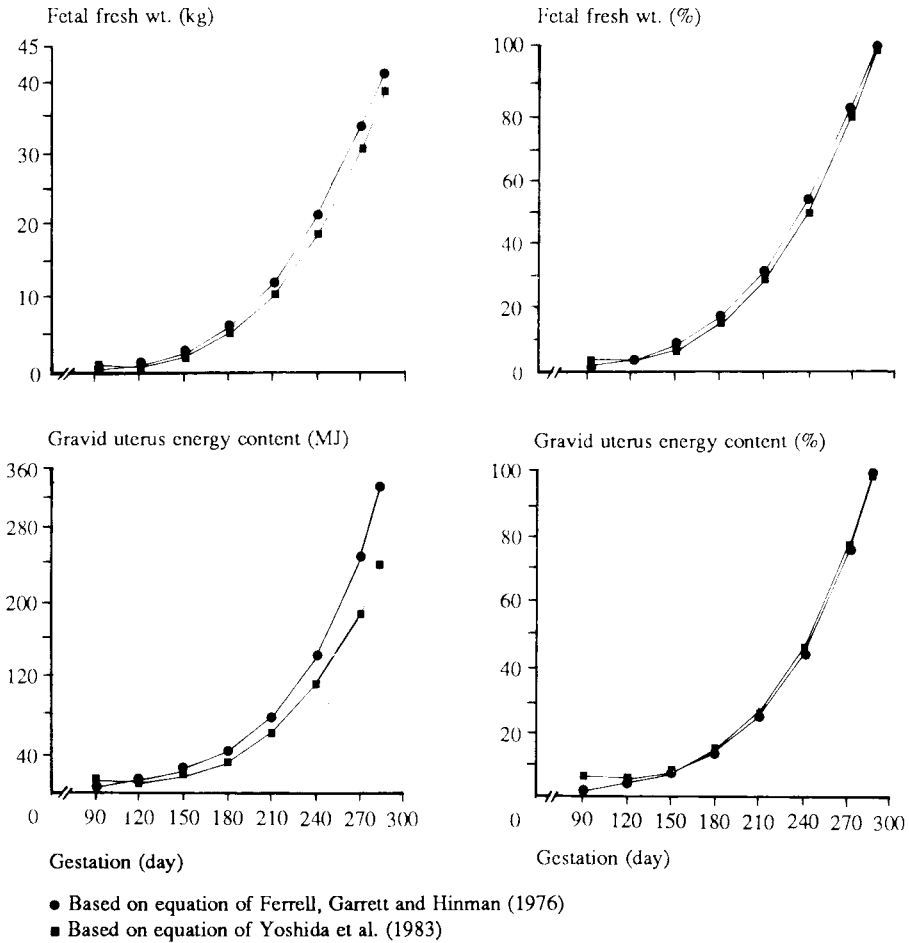 Fetal fresh wt. (kg)
45
40
30
20
10
0
Fetal fresh wt. (%)
100
80
60
40
20
0
Gravid uterus energy content (MJ)
360
280
200
120
40
0
90 120 150 180 210 240 270 300
Gestation (day)
Gravid uterus energy content (%)
100
80
60
40
20
0
90 120 150 180 210 240 270 300
Gestation (day)
● Based on equation of Ferrell, Garrett and Hinman (1976)
■ Based on equation of Yoshida et al. (1983)